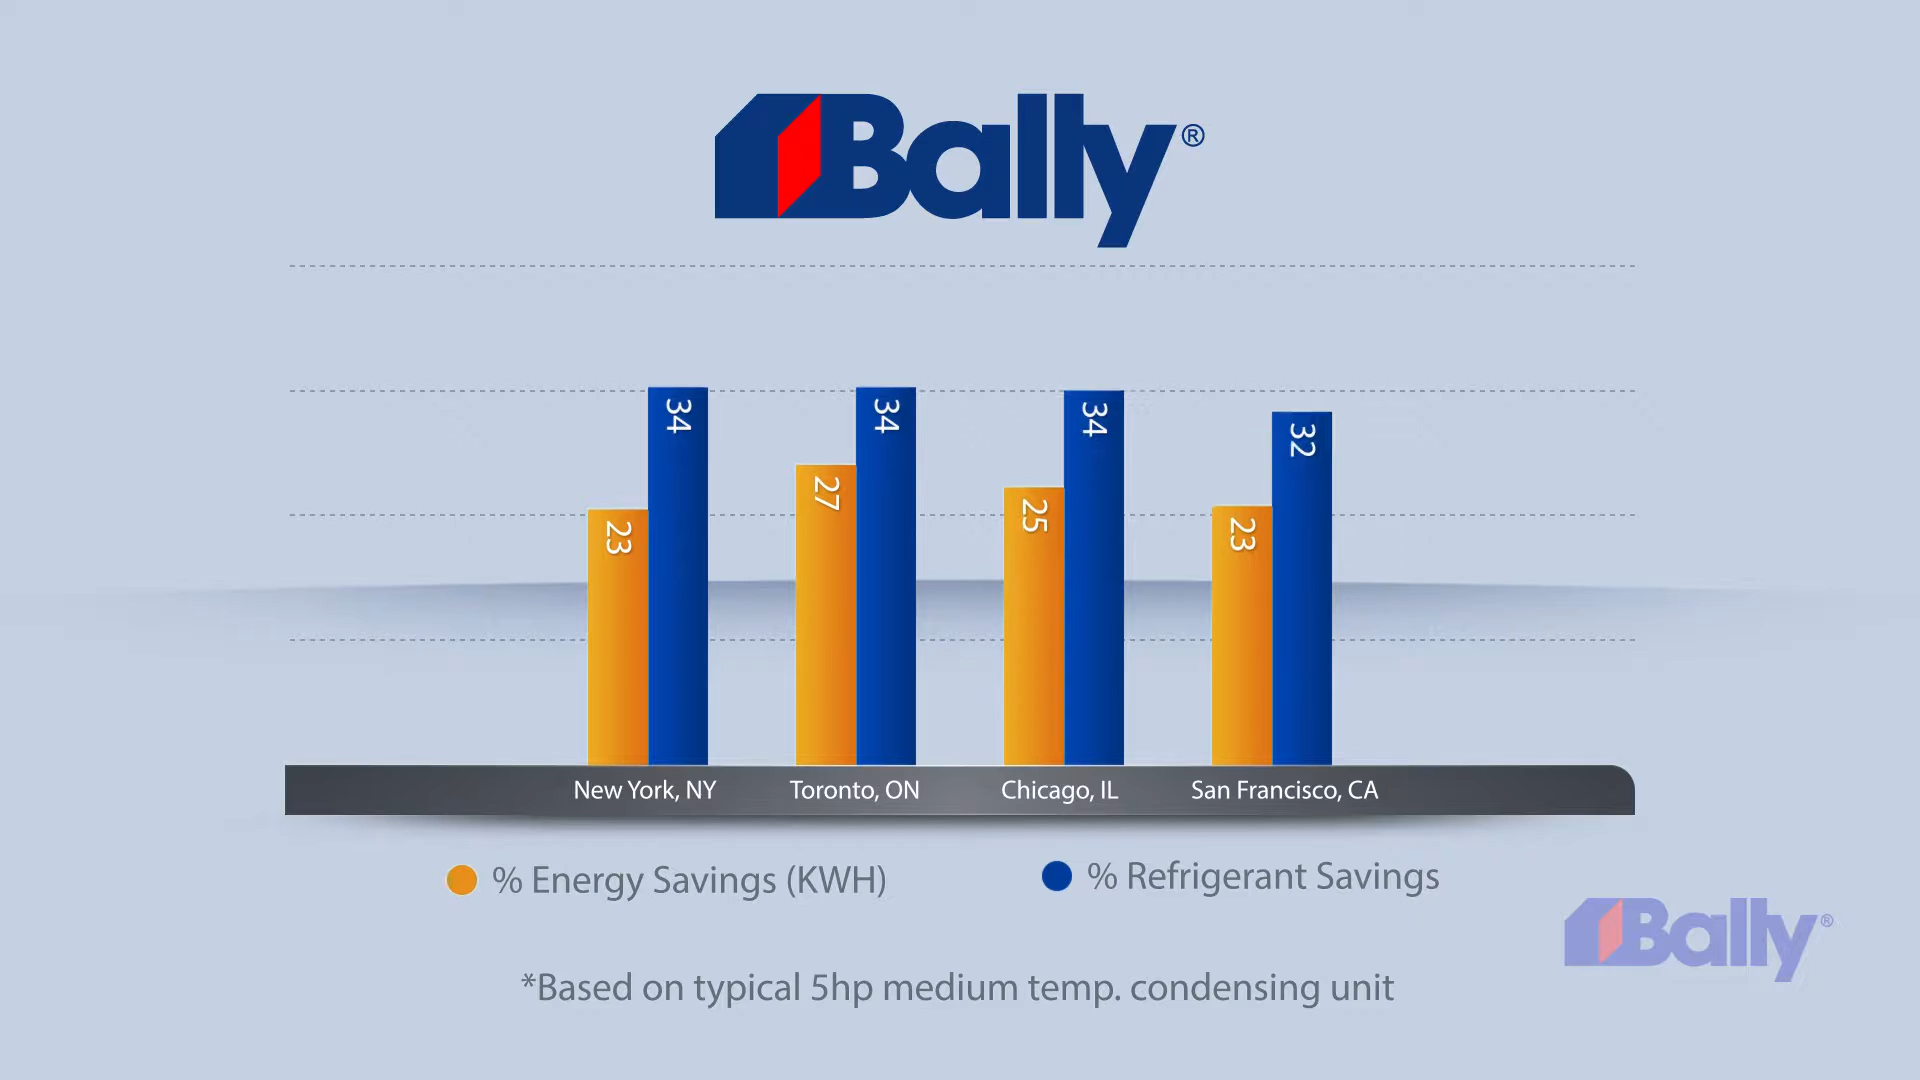 Bally®
34
34
34
32
27
25
23
23
New York, NY
Toronto, ON
Chicago, IL
San Francisco, CA
% Energy Savings (KWH)
% Refrigerant Savings
Bally®
*Based on typical 5hp medium temp. condensing unit